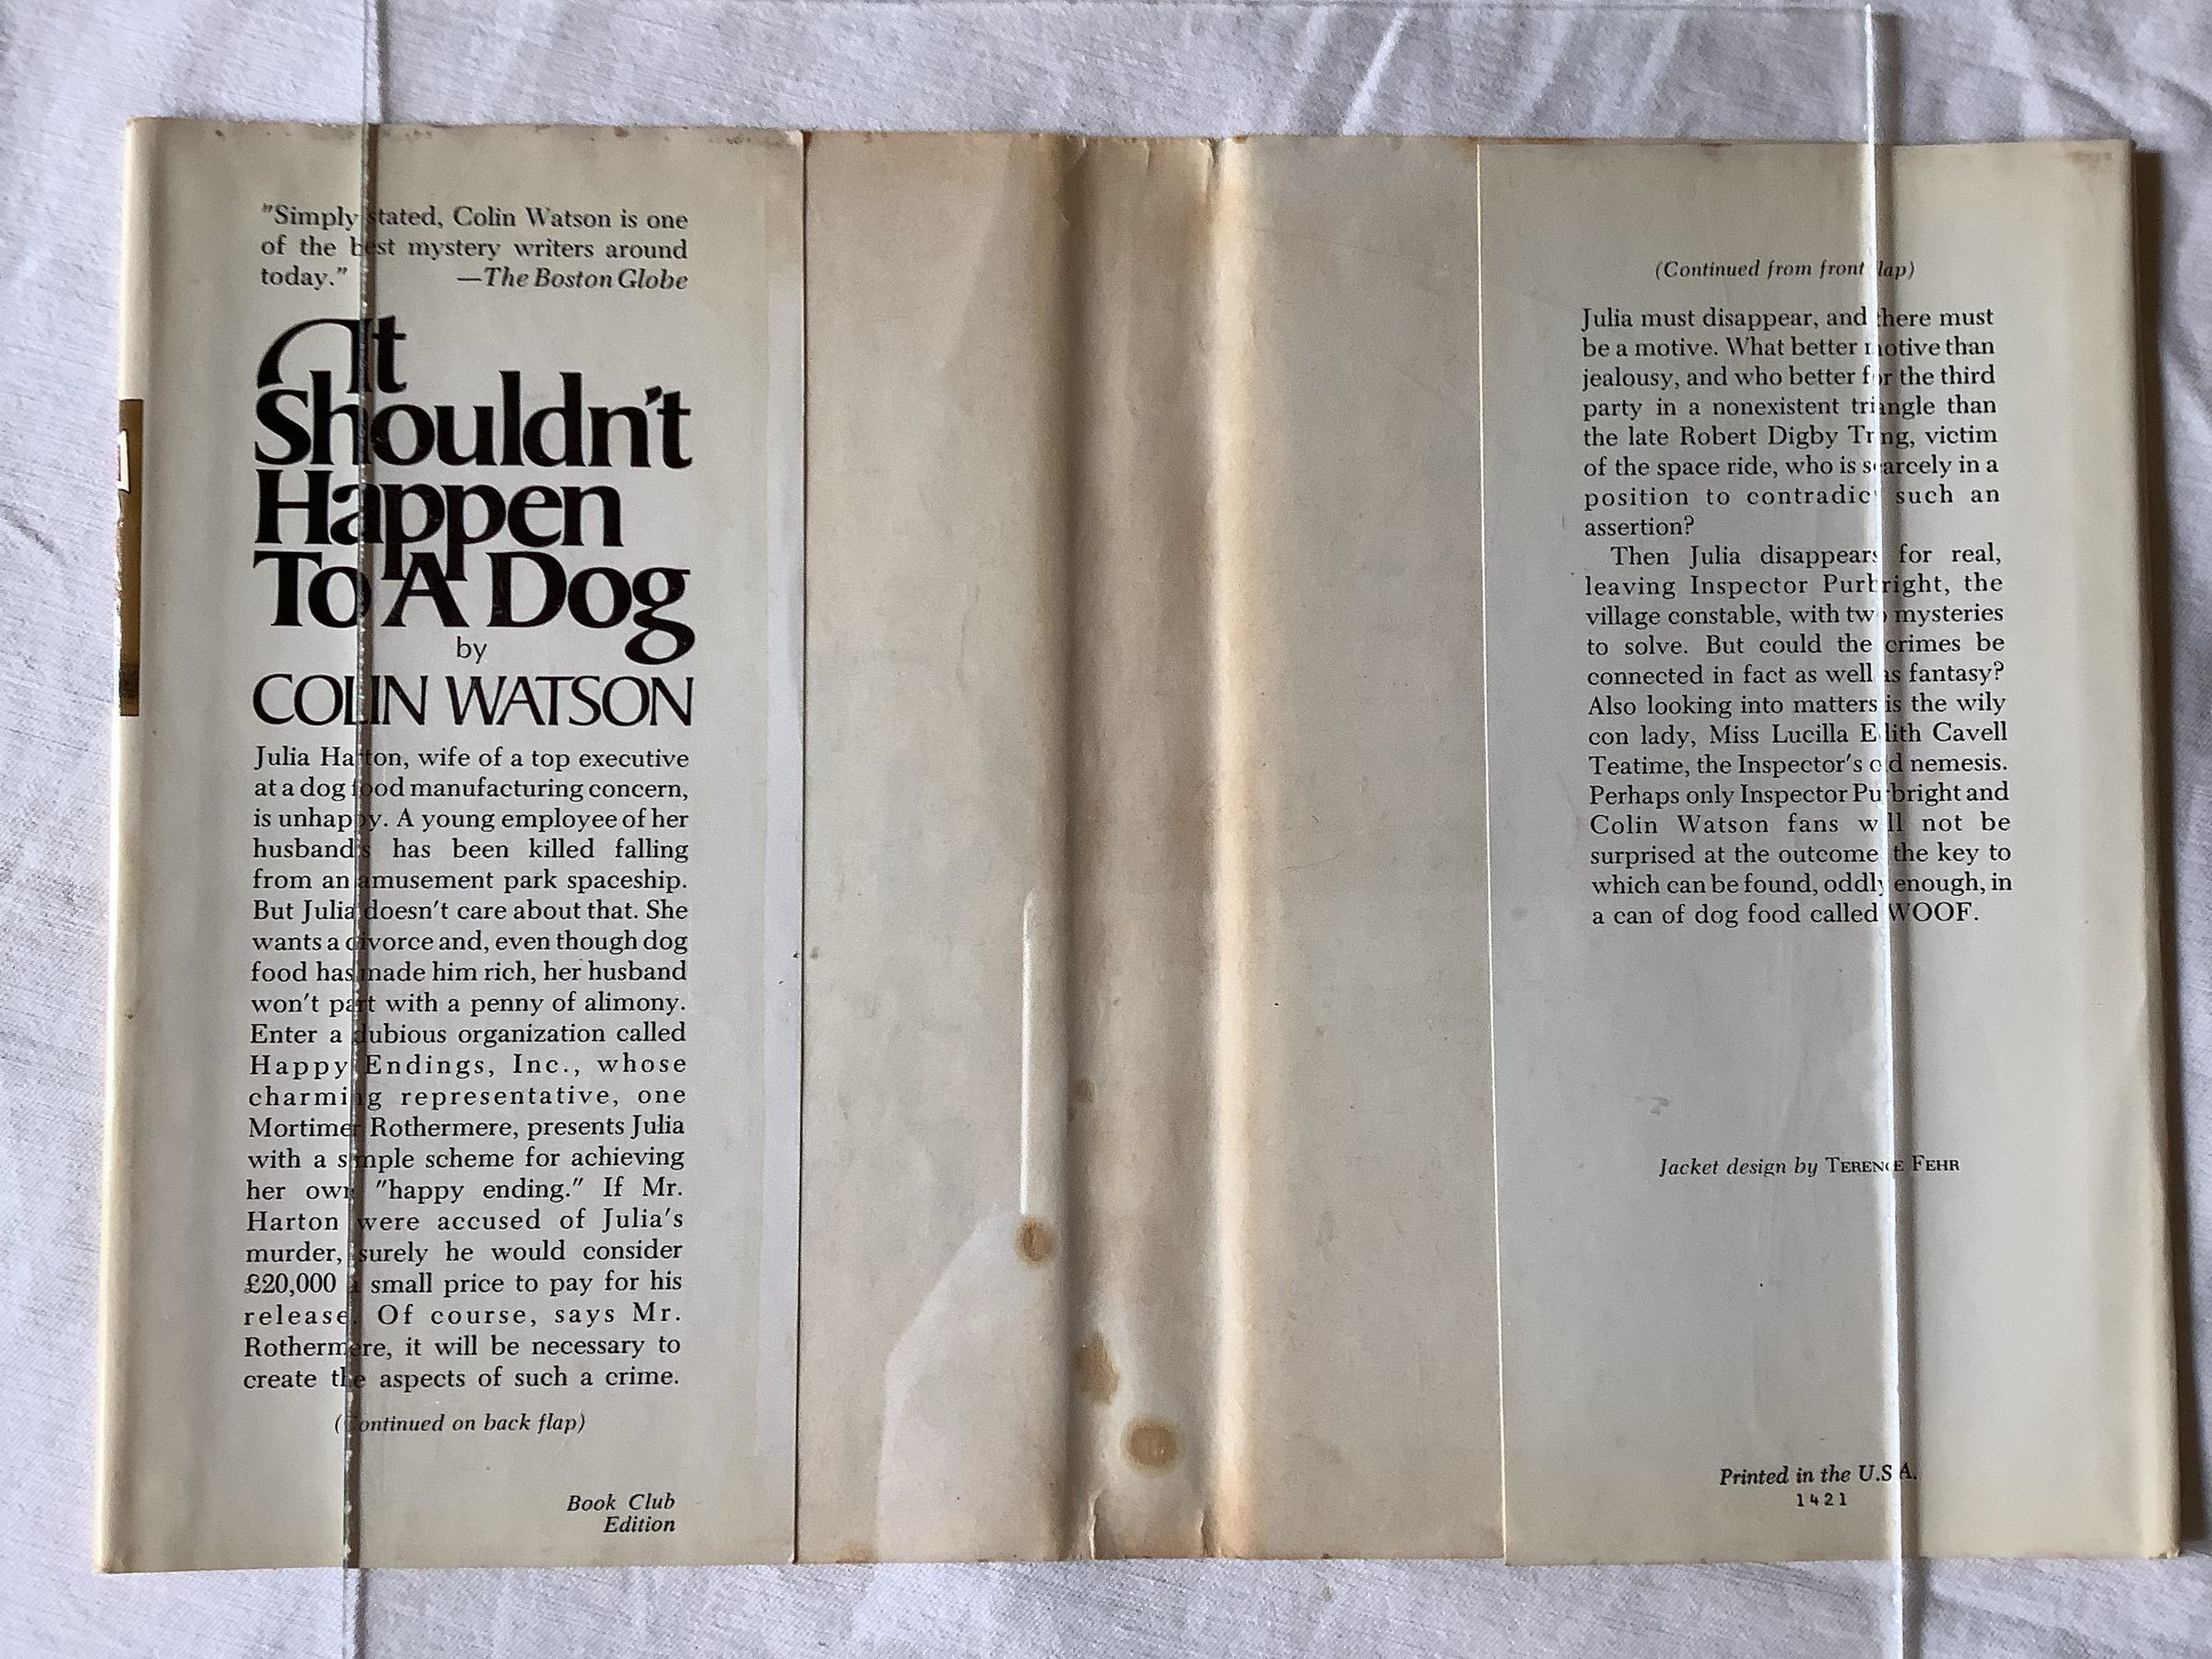 "Simply stated, Colin Watson is one
of the best mystery writers around
today." —The Boston Globe
It
Shouldn't
Happen
To A Dog
by
COLIN WATSON
Julia Harton, wife of a top executive
at a dog food manufacturing concern,
is unhappy. A young employee of her
husband's has been killed falling
from an amusement park spaceship.
But Julia doesn't care about that. She
wants a divorce and, even though dog
food has made him rich, her husband
won't part with a penny of alimony.
Enter a dubious organization called
Happy Endings, Inc., whose
charming representative, one
Mortimer Rothermere, presents Julia
with a simple scheme for achieving
her own "happy ending." If Mr.
Harton were accused of Julia's
murder, surely he would consider
£20,000 a small price to pay for his
release. Of course, says Mr.
Rothermere, it will be necessary to
create the aspects of such a crime.
(Continued on back flap)
Book Club
Edition
(Continued from front flap)
Julia must disappear, and there must
be a motive. What better motive than
jealousy, and who better for the third
party in a nonexistent triangle than
the late Robert Digby Tring, victim
of the space ride, who is scarcely in a
position to contradict such an
assertion?
Then Julia disappears for real,
leaving Inspector Purbright, the
village constable, with two mysteries
to solve. But could the crimes be
connected in fact as well as fantasy?
Also looking into matters is the wily
con lady, Miss Lucilla Edith Cavell
Teatime, the Inspector's old nemesis.
Perhaps only Inspector Purbright and
Colin Watson fans will not be
surprised at the outcome, the key to
which can be found, oddly enough, in
a can of dog food called WOOF.
Jacket design by TERENCE FEHR
Printed in the U.S.A.
1421